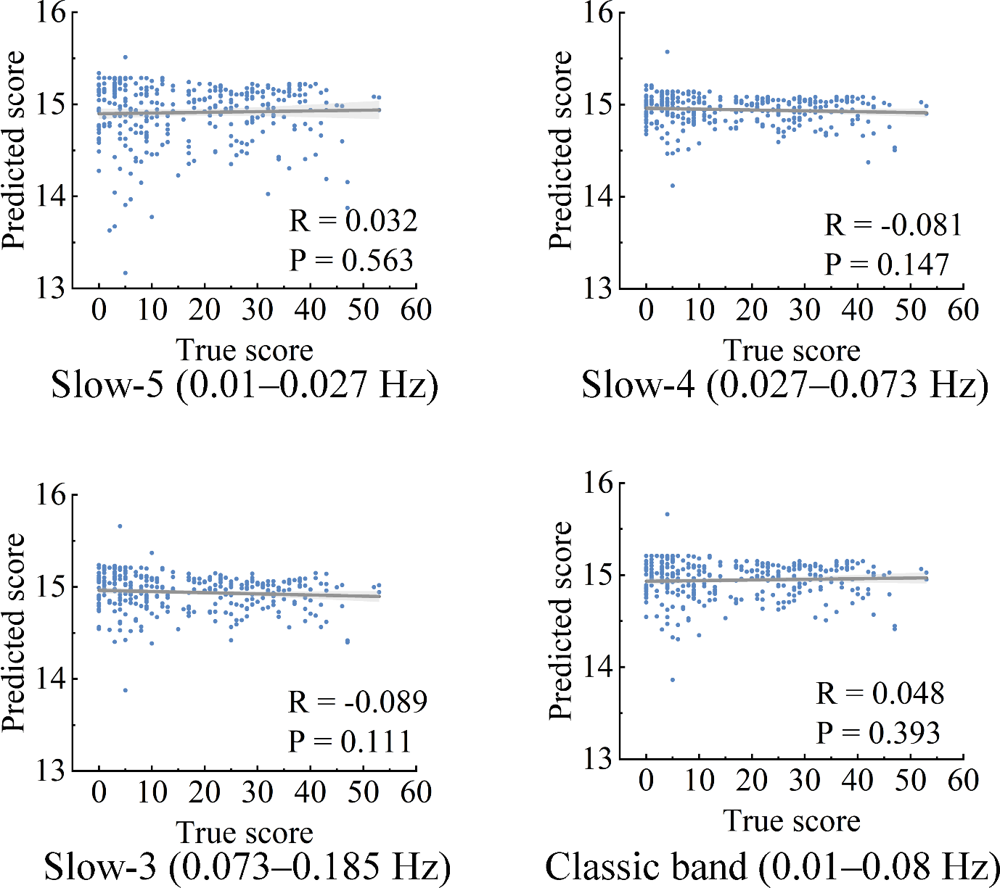 16
15
14
13
Predicted score
R = 0.032
P = 0.563
0 10 20 30 40 50 60
True score
Slow-5 (0.01–0.027 Hz)
16
15
14
13
Predicted score
R = -0.081
P = 0.147
0 10 20 30 40 50 60
True score
Slow-4 (0.027–0.073 Hz)
16
15
14
13
Predicted score
R = -0.089
P = 0.111
0 10 20 30 40 50 60
True score
Slow-3 (0.073–0.185 Hz)
16
15
14
13
Predicted score
R = 0.048
P = 0.393
0 10 20 30 40 50 60
True score
Classic band (0.01–0.08 Hz)